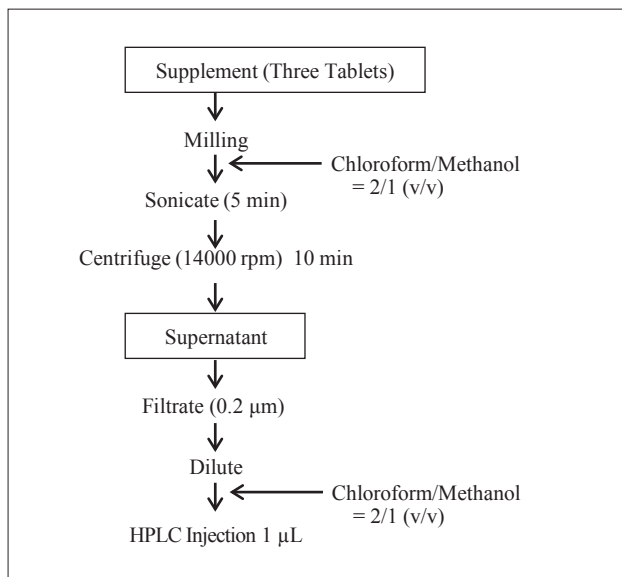 Supplement (Three Tablets)
Milling
Chloroform/Methanol
= 2/1 (v/v)
Sonicate (5 min)
Centrifuge (14000 rpm) 10 min
Supernatant
Filtrate (0.2 μm)
Dilute
Chloroform/Methanol
= 2/1 (v/v)
HPLC Injection 1 μL